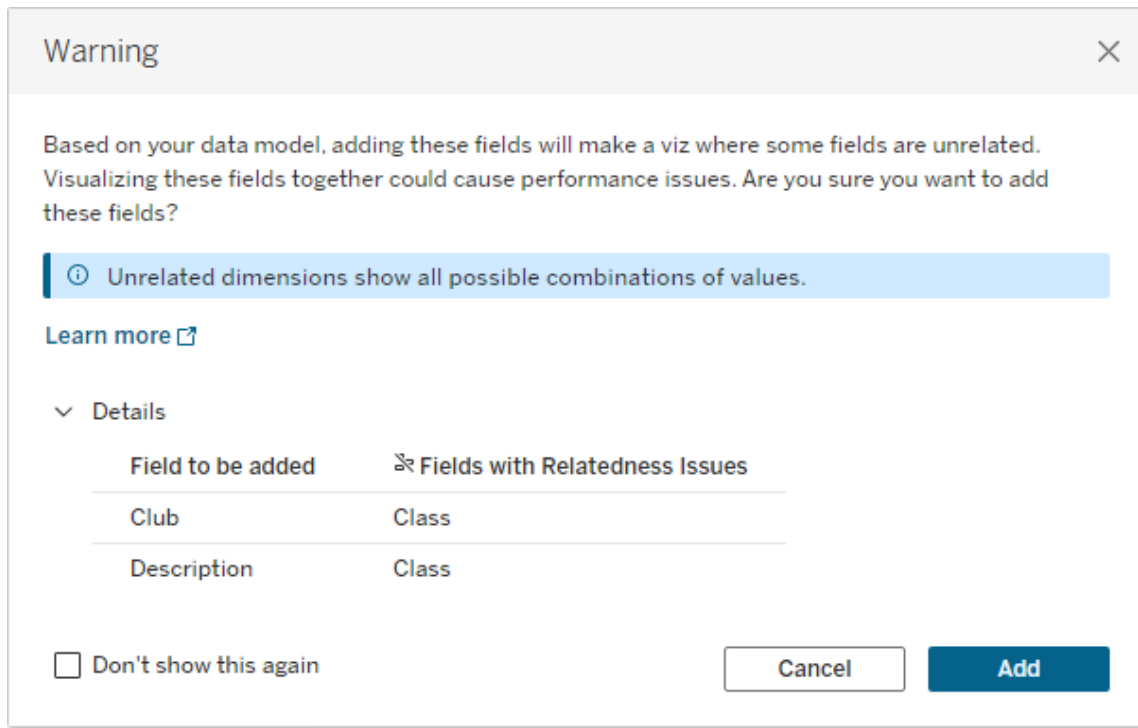 Warning
Based on your data model, adding these fields will make a viz where some fields are unrelated.
Visualizing these fields together could cause performance issues. Are you sure you want to add
these fields?
Unrelated dimensions show all possible combinations of values.
Learn more
Details
Field to be added Fields with Relatedness Issues
Club Class
Description Class
Don't show this again Cancel Add